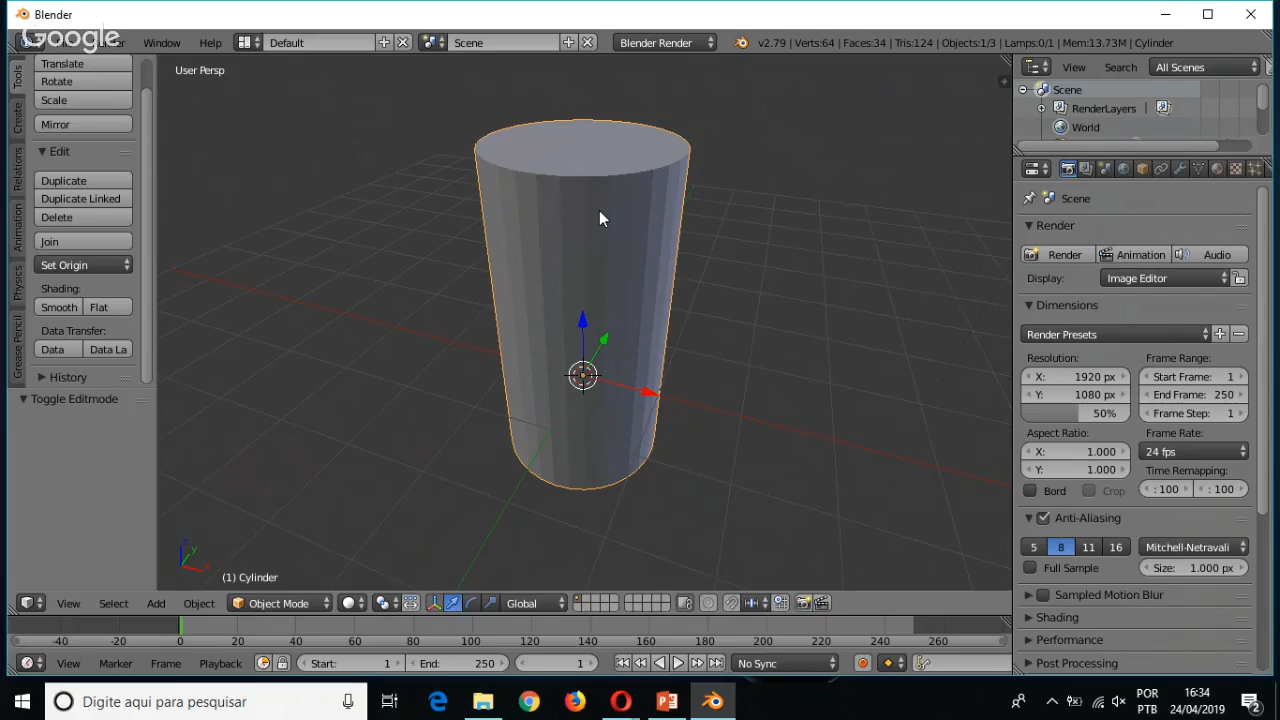 Blender
Google
Window Help Default Scene Blender Render v2.79 | Verts:64 | Faces:34 | Tris:124 | Objects:1/3 | Lamps:0/1 | Mem:13.73M | Cylinder
Translate
Rotate
Scale
Mirror
Edit
Duplicate
Duplicate Linked
Delete
Join
Set Origin
Shading:
Smooth Flat
Data Transfer:
Data Data La
History
Toggle Editmode
Tools
Create
Relations
Animation
Physics
Grease Pencil
User Persp
(1) Cylinder
z
y
x
View Search All Scenes
Scene
RenderLayers
World
Scene
Render
Render Animation Audio
Display: Image Editor
Dimensions
Render Presets
Resolution: Frame Range:
X: 1920 px Start Frame: 1
Y: 1080 px End Frame: 250
50% Frame Step: 1
Aspect Ratio: Frame Rate:
X: 1.000 24 fps
Y: 1.000 Time Remapping:
Bord Crop : 100 : 100
Anti-Aliasing
5 8 11 16 Mitchell-Netravali
Full Sample Size: 1.000 px
Sampled Motion Blur
Shading
Performance
Post Processing
View Select Add Object Object Mode Global
-40 -20 0 20 40 60 80 100 120 140 160 180 200 220 240 260
View Marker Frame Playback Start: 1 End: 250 1 No Sync
Digite aqui para pesquisar
POR
PTB
16:34
24/04/2019
2